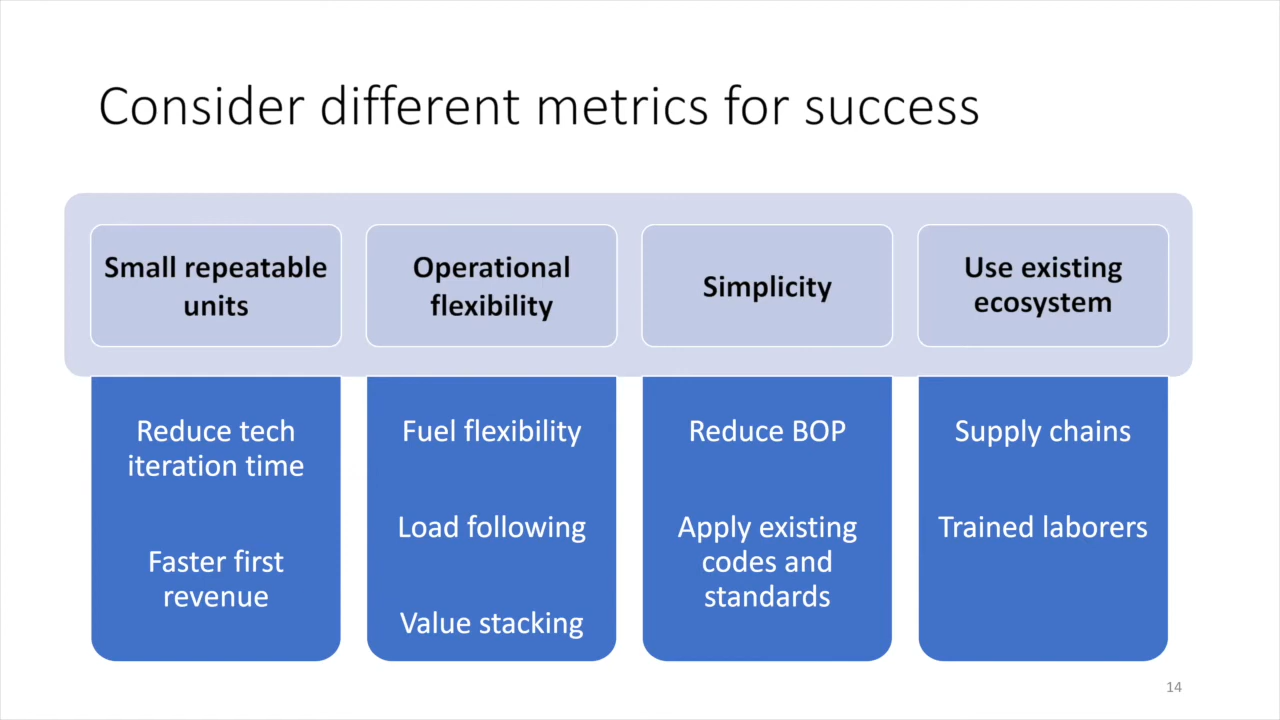 Consider different metrics for success
Small repeatable
units
Reduce tech
iteration time
Faster first
revenue
Operational
flexibility
Fuel flexibility
Load following
Value stacking
Simplicity
Reduce BOP
Apply existing
codes and
standards
Use existing
ecosystem
Supply chains
Trained laborers
14